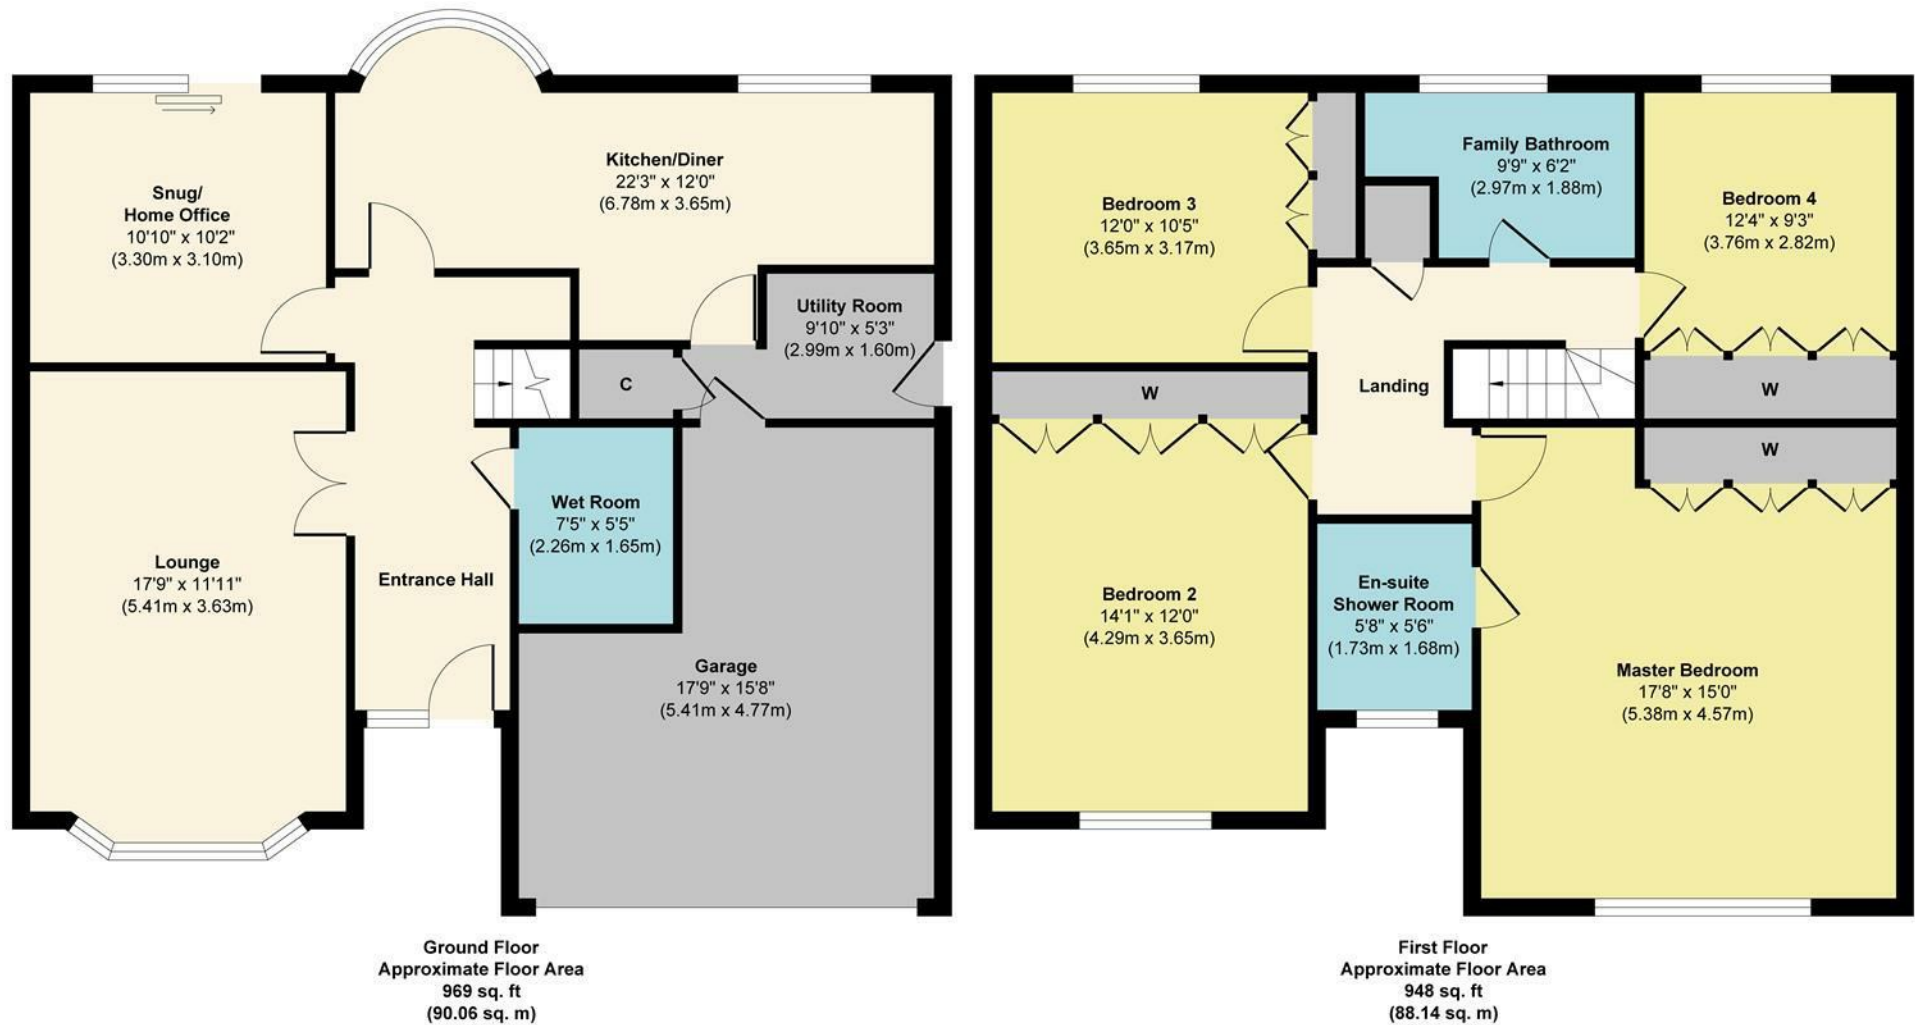 Snug/
Home Office
10'10" x 10'2"
(3.30m x 3.10m)
Kitchen/Diner
22'3" x 12'0"
(6.78m x 3.65m)
Utility Room
9'10" x 5'3"
(2.99m x 1.60m)
C
Wet Room
7'5" x 5'5"
(2.26m x 1.65m)
Lounge
17'9" x 11'11"
(5.41m x 3.63m)
Entrance Hall
Garage
17'9" x 15'8"
(5.41m x 4.77m)
Ground Floor
Approximate Floor Area
969 sq. ft
(90.06 sq. m)
Bedroom 3
12'0" x 10'5"
(3.65m x 3.17m)
Family Bathroom
9'9" x 6'2"
(2.97m x 1.88m)
Bedroom 4
12'4" x 9'3"
(3.76m x 2.82m)
W
Landing
W
W
Bedroom 2
14'1" x 12'0"
(4.29m x 3.65m)
En-suite
Shower Room
5'8" x 5'6"
(1.73m x 1.68m)
Master Bedroom
17'8" x 15'0"
(5.38m x 4.57m)
First Floor
Approximate Floor Area
948 sq. ft
(88.14 sq. m)